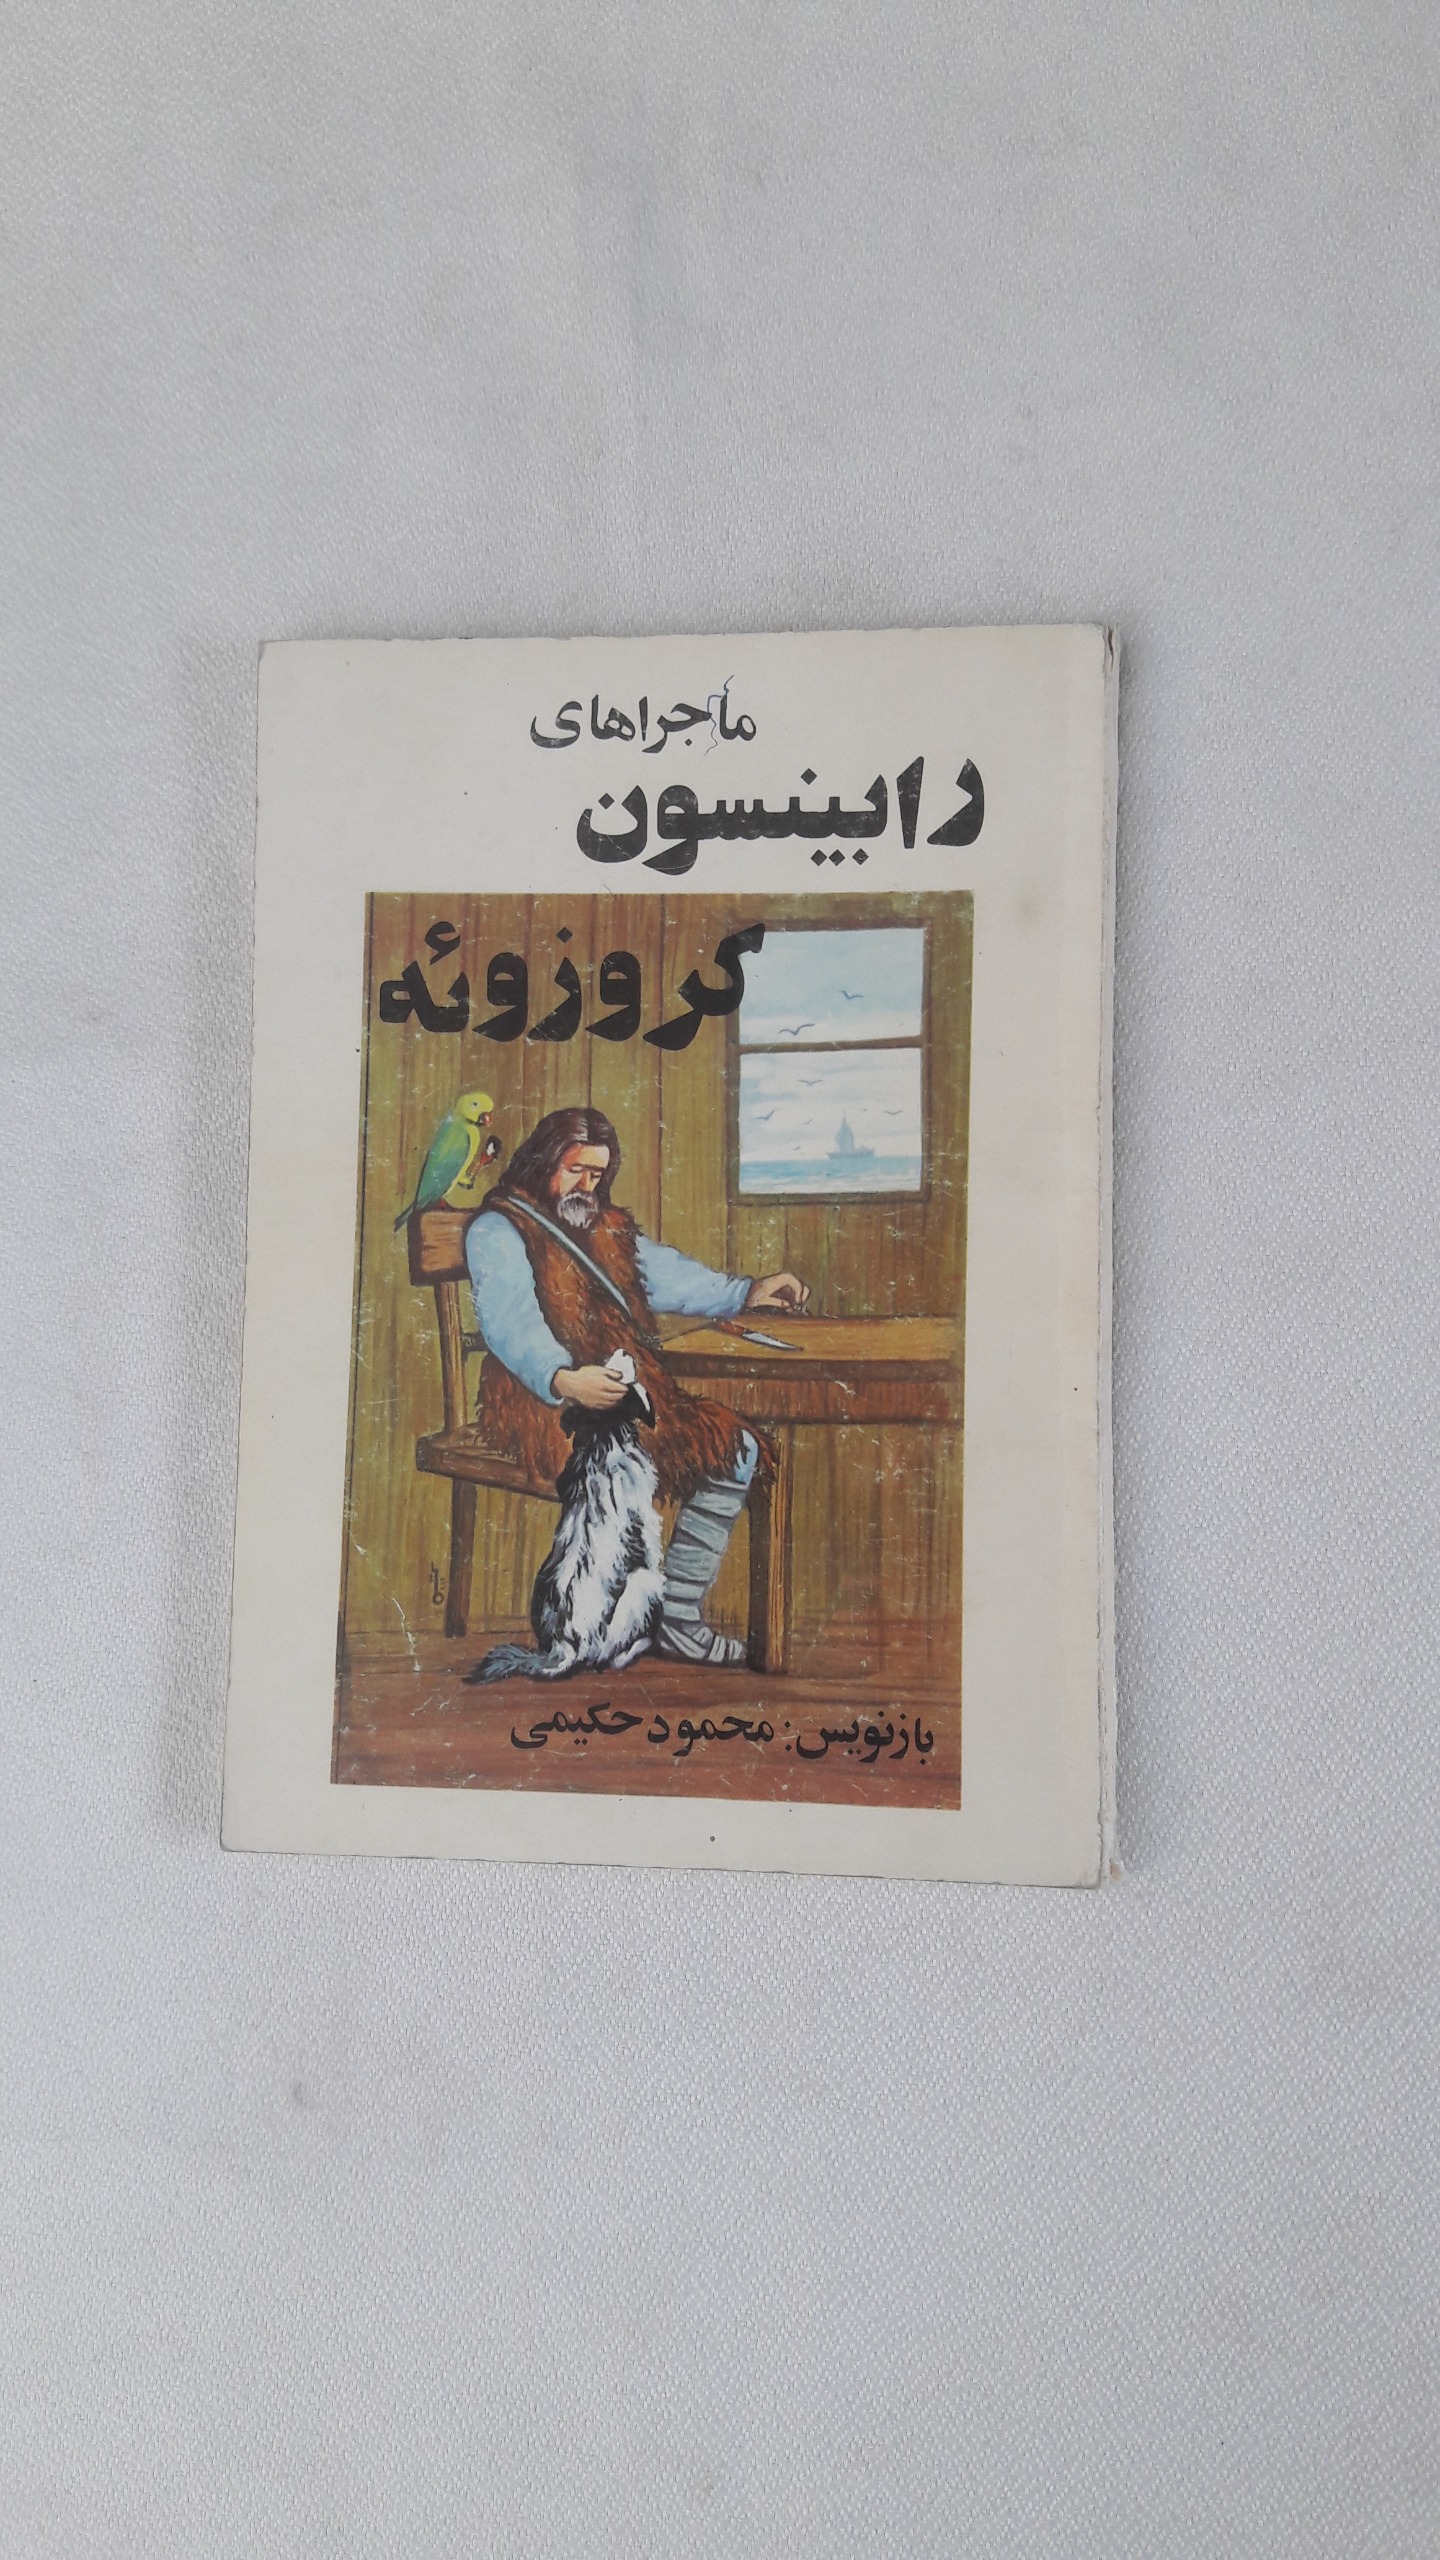 ماجراهای
رابینسون
کروزوئه
بازنویس: محمود حکیمی